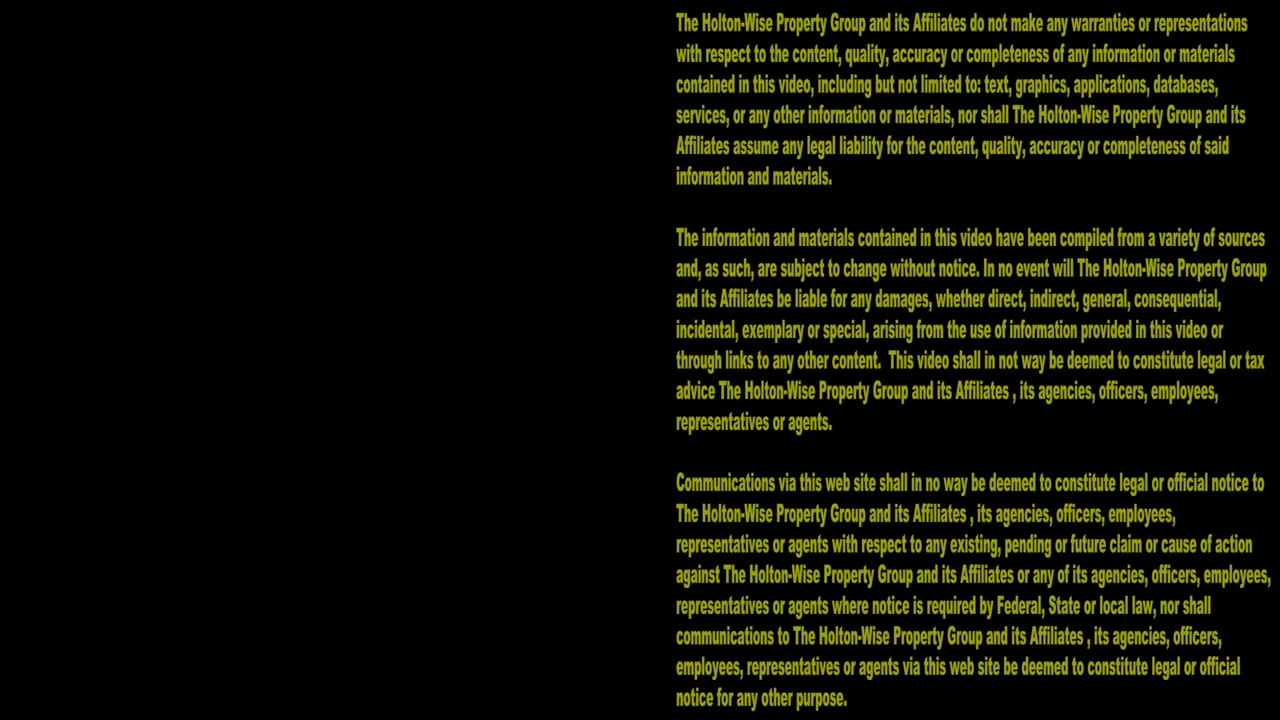 The Holton-Wise Property Group and its Affiliates do not make any warranties or representations
with respect to the content, quality, accuracy or completeness of any information or materials
contained in this video, including but not limited to: text, graphics, applications, databases,
services, or any other information or materials, nor shall The Holton-Wise Property Group and its
Affiliates assume any legal liability for the content, quality, accuracy or completeness of said
information and materials.
The information and materials contained in this video have been compiled from a variety of sources
and, as such, are subject to change without notice. In no event will The Holton-Wise Property Group
and its Affiliates be liable for any damages, whether direct, indirect, general, consequential,
incidental, exemplary or special, arising from the use of information provided in this video or
through links to any other content.  This video shall in not way be deemed to constitute legal or tax
advice The Holton-Wise Property Group and its Affiliates , its agencies, officers, employees,
representatives or agents.
Communications via this web site shall in no way be deemed to constitute legal or official notice to
The Holton-Wise Property Group and its Affiliates , its agencies, officers, employees,
representatives or agents with respect to any existing, pending or future claim or cause of action
against The Holton-Wise Property Group and its Affiliates or any of its agencies, officers, employees,
representatives or agents where notice is required by Federal, State or local law, nor shall
communications to The Holton-Wise Property Group and its Affiliates , its agencies, officers,
employees, representatives or agents via this web site be deemed to constitute legal or official
notice for any other purpose.